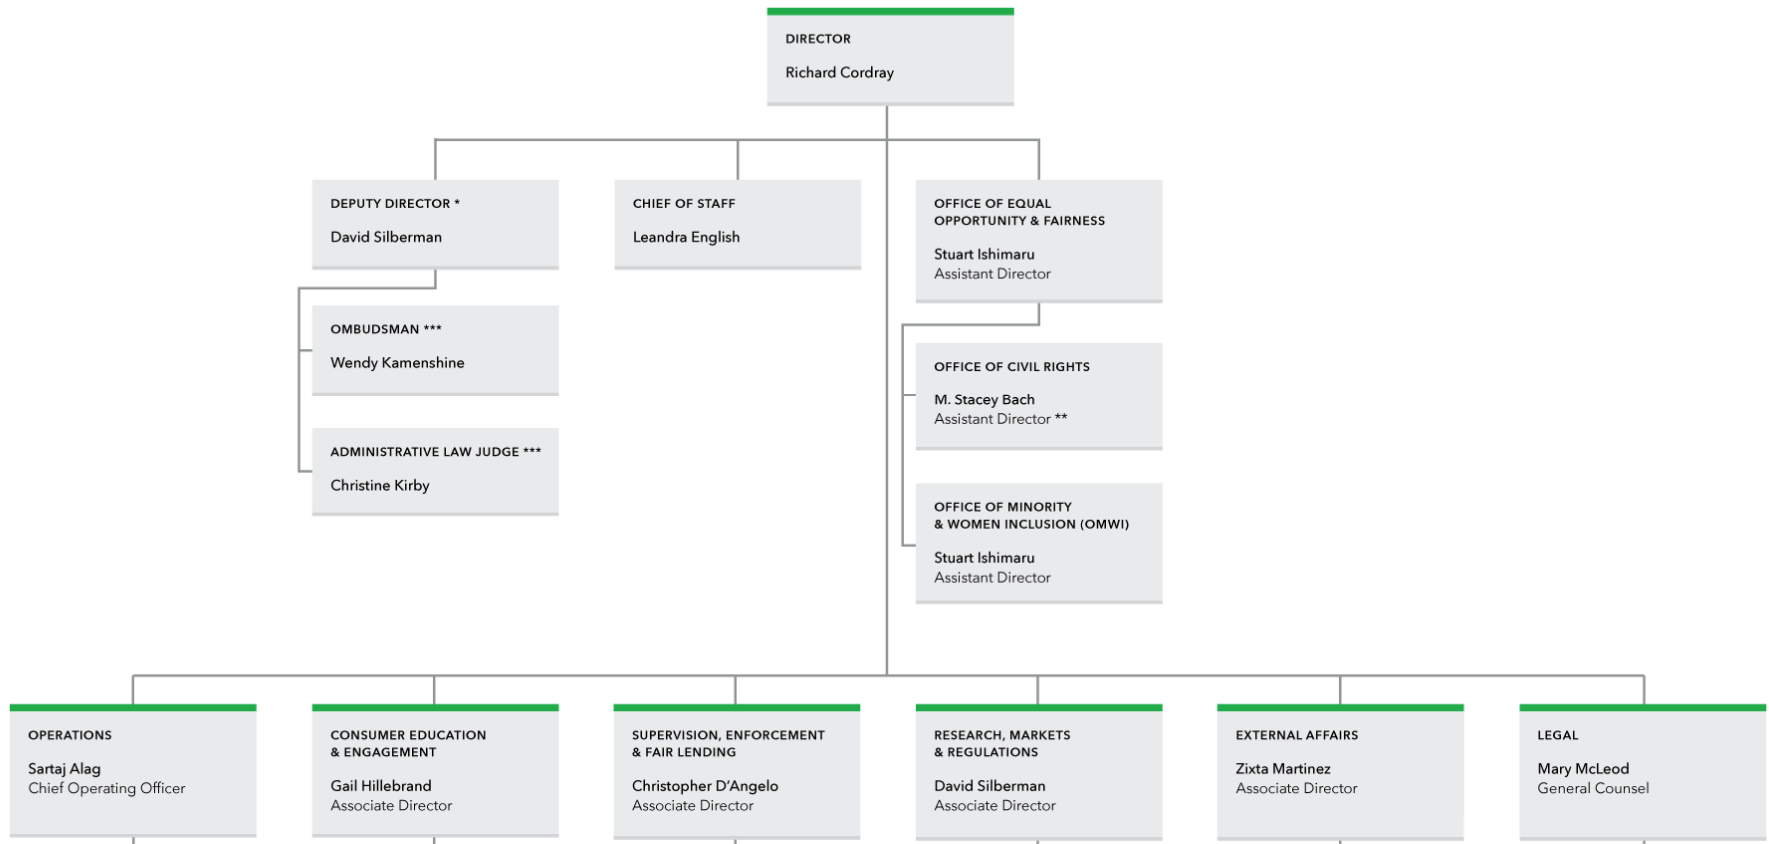 DIRECTOR
Richard Cordray
DEPUTY DIRECTOR *
David Silberman
CHIEF OF STAFF
Leandra English
OFFICE OF EQUAL
OPPORTUNITY & FAIRNESS
Stuart Ishimaru
Assistant Director
OMBUDSMAN ***
Wendy Kamenshine
ADMINISTRATIVE LAW JUDGE ***
Christine Kirby
OFFICE OF CIVIL RIGHTS
M. Stacey Bach
Assistant Director **
OFFICE OF MINORITY
& WOMEN INCLUSION (OMWI)
Stuart Ishimaru
Assistant Director
OPERATIONS
Sartaj Alag
Chief Operating Officer
CONSUMER EDUCATION
& ENGAGEMENT
Gail Hillebrand
Associate Director
SUPERVISION, ENFORCEMENT
& FAIR LENDING
Christopher D’Angelo
Associate Director
RESEARCH, MARKETS
& REGULATIONS
David Silberman
Associate Director
EXTERNAL AFFAIRS
Zixta Martinez
Associate Director
LEGAL
Mary McLeod
General Counsel